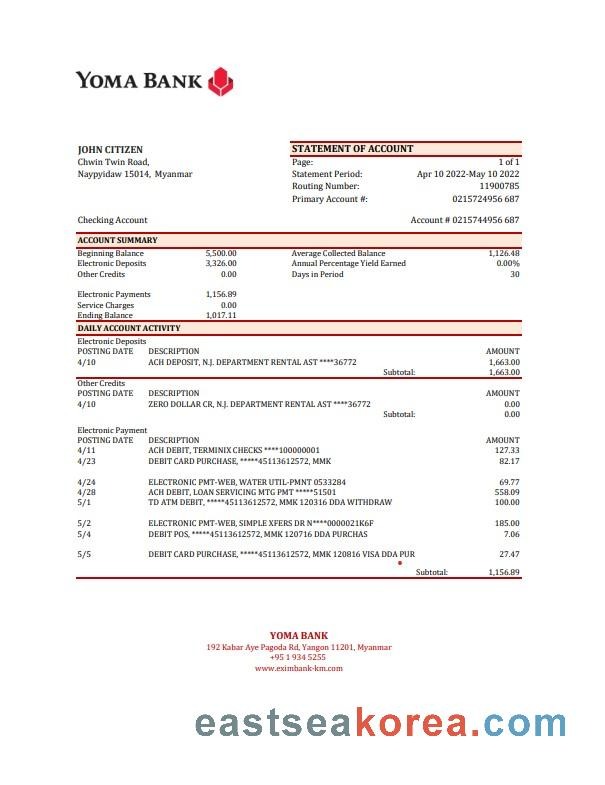 YOMA BANK
JOHN CITIZEN
Chwin Twin Road,
Naypyidaw 15014, Myanmar
STATEMENT OF ACCOUNT
Page: 1 of 1
Statement Period: Apr 10 2022-May 10 2022
Routing Number: 11900785
Primary Account #: 0215724956 687
Checking Account Account # 0215744956 687
ACCOUNT SUMMARY
Beginning Balance 5,500.00 Average Collected Balance 1,126.48
Electronic Deposits 3,326.00 Annual Percentage Yield Earned 0.00%
Other Credits 0.00 Days in Period 30
Electronic Payments 1,156.89
Service Charges 0.00
Ending Balance 1,017.11
DAILY ACCOUNT ACTIVITY
Electronic Deposits
POSTING DATE DESCRIPTION AMOUNT
4/10 ACH DEPOSIT, N.J. DEPARTMENT RENTAL AST ****36772 1,663.00
Subtotal: 1,663.00
Other Credits
POSTING DATE DESCRIPTION AMOUNT
4/10 ZERO DOLLAR CR, N.J. DEPARTMENT RENTAL AST ****36772 0.00
Subtotal: 0.00
Electronic Payment
POSTING DATE DESCRIPTION AMOUNT
4/11 ACH DEBIT, TERMINIX CHECKS ****100000001 127.33
4/23 DEBIT CARD PURCHASE, *****45113612572, MMK 82.17
4/24 ELECTRONIC PMT-WEB, WATER UTIL-PMNT 0533284 69.77
4/28 ACH DEBIT, LOAN SERVICING MTG PMT *****51501 558.09
5/1 TD ATM DEBIT, *****45113612572, MMK 120316 DDA WITHDRAW 100.00
5/2 ELECTRONIC PMT-WEB, SIMPLE XFERS DR N****0000021K6F 185.00
5/4 DEBIT POS, *****45113612572, MMK 120716 DDA PURCHAS 7.06
5/5 DEBIT CARD PURCHASE, *****45113612572, MMK 120816 VISA DDA PUR 27.47
Subtotal: 1,156.89
YOMA BANK
192 Kabar Aye Pagoda Rd, Yangon 11201, Myanmar
+95 1 934 5255
www.eximbank-km.com
eastseakorea.com